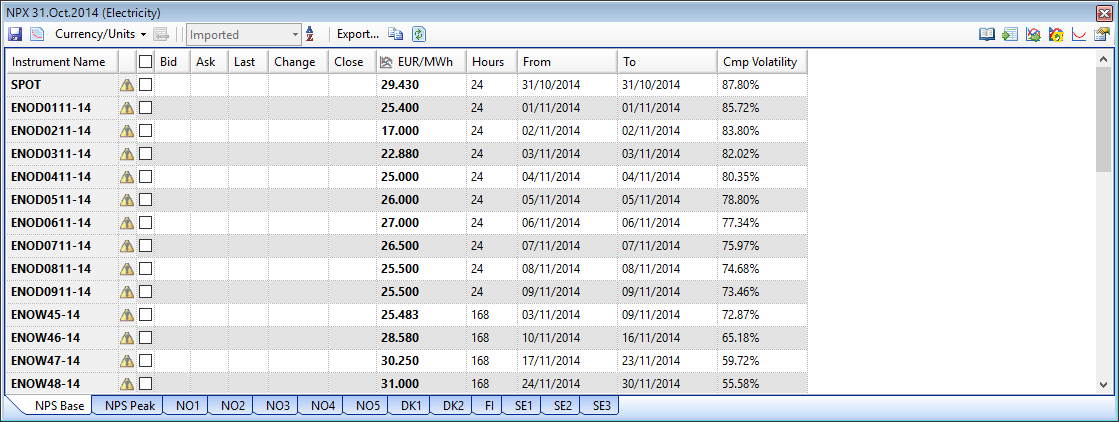 NPX 31.Oct.2014 (Electricity)
Currency/Units Imported A Z Export...
Instrument Name Bid Ask Last Change Close EUR/MWh Hours From To Cmp Volatility
SPOT 29.430 24 31/10/2014 31/10/2014 87.80%
ENOD0111-14 25.400 24 01/11/2014 01/11/2014 85.72%
ENOD0211-14 17.000 24 02/11/2014 02/11/2014 83.80%
ENOD0311-14 22.880 24 03/11/2014 03/11/2014 82.02%
ENOD0411-14 25.000 24 04/11/2014 04/11/2014 80.35%
ENOD0511-14 26.000 24 05/11/2014 05/11/2014 78.80%
ENOD0611-14 27.000 24 06/11/2014 06/11/2014 77.34%
ENOD0711-14 26.500 24 07/11/2014 07/11/2014 75.97%
ENOD0811-14 25.500 24 08/11/2014 08/11/2014 74.68%
ENOD0911-14 25.500 24 09/11/2014 09/11/2014 73.46%
ENOW45-14 25.483 168 03/11/2014 09/11/2014 72.87%
ENOW46-14 28.580 168 10/11/2014 16/11/2014 65.18%
ENOW47-14 30.250 168 17/11/2014 23/11/2014 59.72%
ENOW48-14 31.000 168 24/11/2014 30/11/2014 55.58%
NPS Base NPS Peak NO1 NO2 NO3 NO4 NO5 DK1 DK2 FI SE1 SE2 SE3